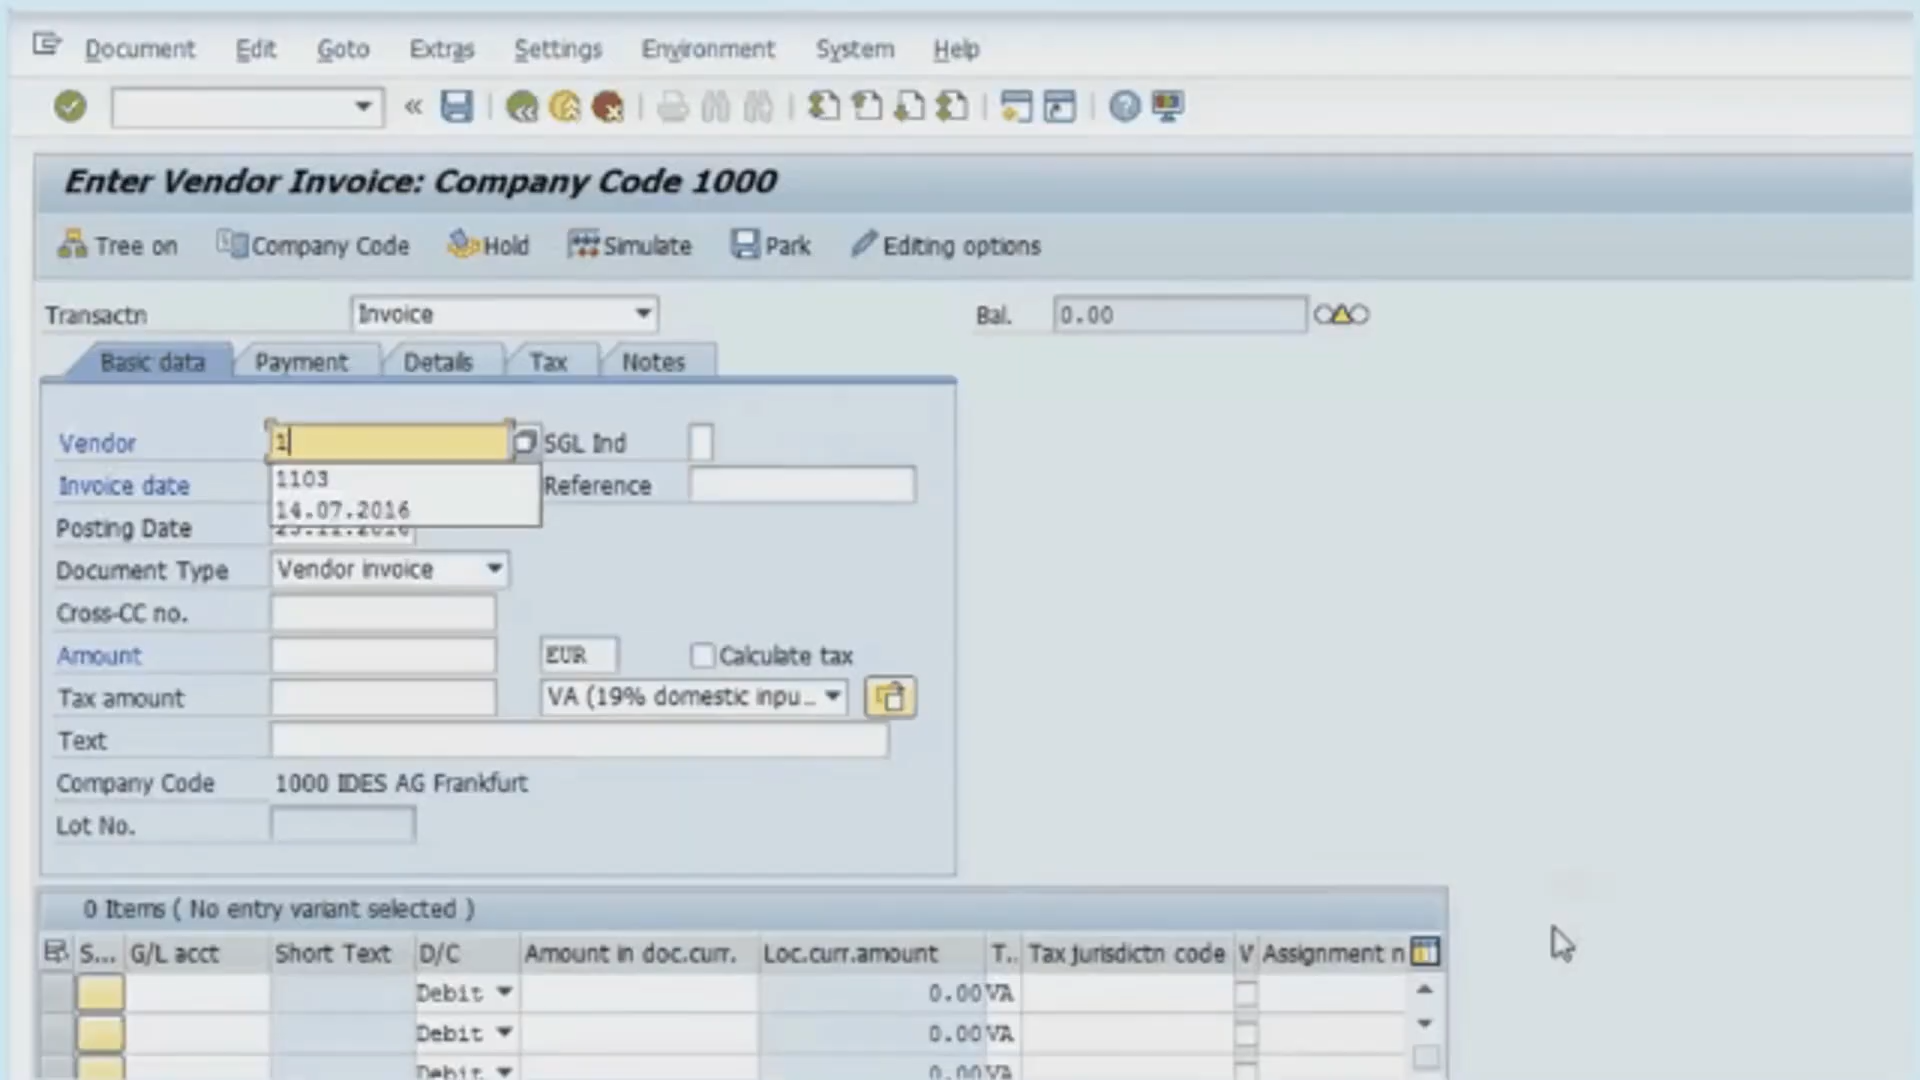 Document Edit Goto Extras Settings Environment System Help
Enter Vendor Invoice: Company Code 1000
Tree on Company Code Hold Simulate Park Editing options
Transactn Invoice Bal. 0.00
Basic data Payment Details Tax Notes
Vendor 1 SGL Ind
1103
Invoice date Reference
14.07.2016
Posting Date
Document Type Vendor invoice
Cross-CC no.
Amount EUR Calculate tax
Tax amount VA (19% domestic inpu...
Text
Company Code 1000 IDES AG Frankfurt
Lot No.
0 Items ( No entry variant selected )
S... G/L acct Short Text D/C Amount in doc.curr. Loc.curr.amount T.. Tax jurisdictn code V Assignment n
Debit 0.00 VA
Debit 0.00 VA
Debit 0.00 VA